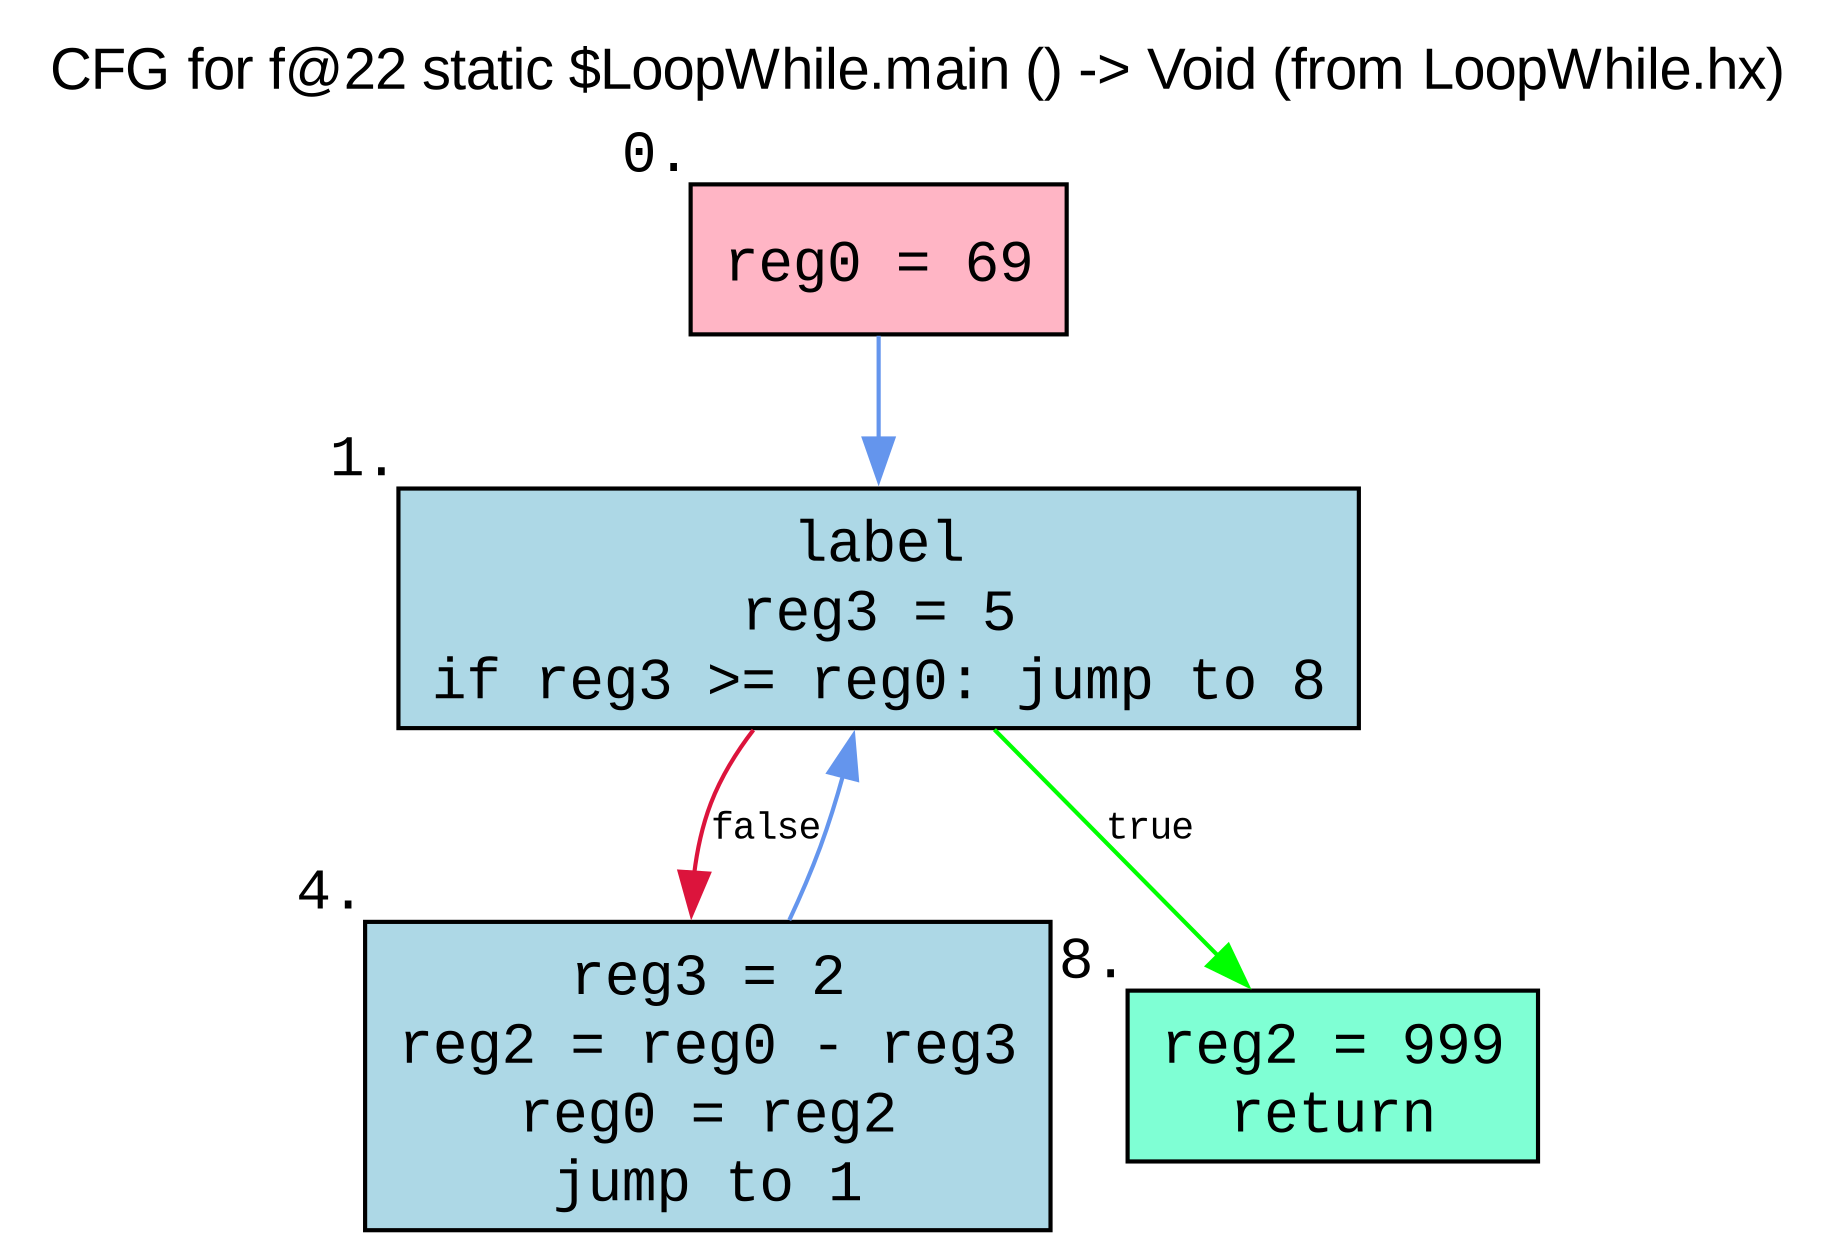 CFG for f@22 static $LoopWhile.main () -> Void (from LoopWhile.hx)
0.
reg0 = 69
1.
label
reg3 = 5
if reg3 >= reg0: jump to 8
false
true
4.
reg3 = 2
reg2 = reg0 - reg3
reg0 = reg2
jump to 1
8.
reg2 = 999
return